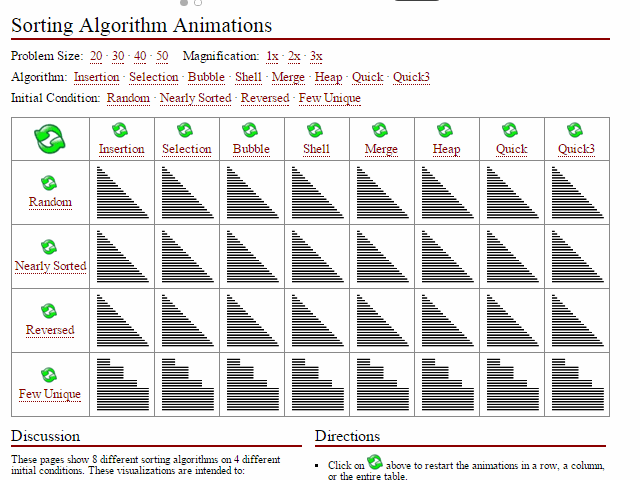 Sorting Algorithm Animations
Problem Size: 20 · 30 · 40 · 50 Magnification: 1x · 2x · 3x
Algorithm: Insertion · Selection · Bubble · Shell · Merge · Heap · Quick · Quick3
Initial Condition: Random · Nearly Sorted · Reversed · Few Unique
Insertion Selection Bubble Shell Merge Heap Quick Quick3
Random
Nearly Sorted
Reversed
Few Unique
Discussion
These pages show 8 different sorting algorithms on 4 different
initial conditions. These visualizations are intended to:
Directions
Click on above to restart the animations in a row, a column,
or the entire table.